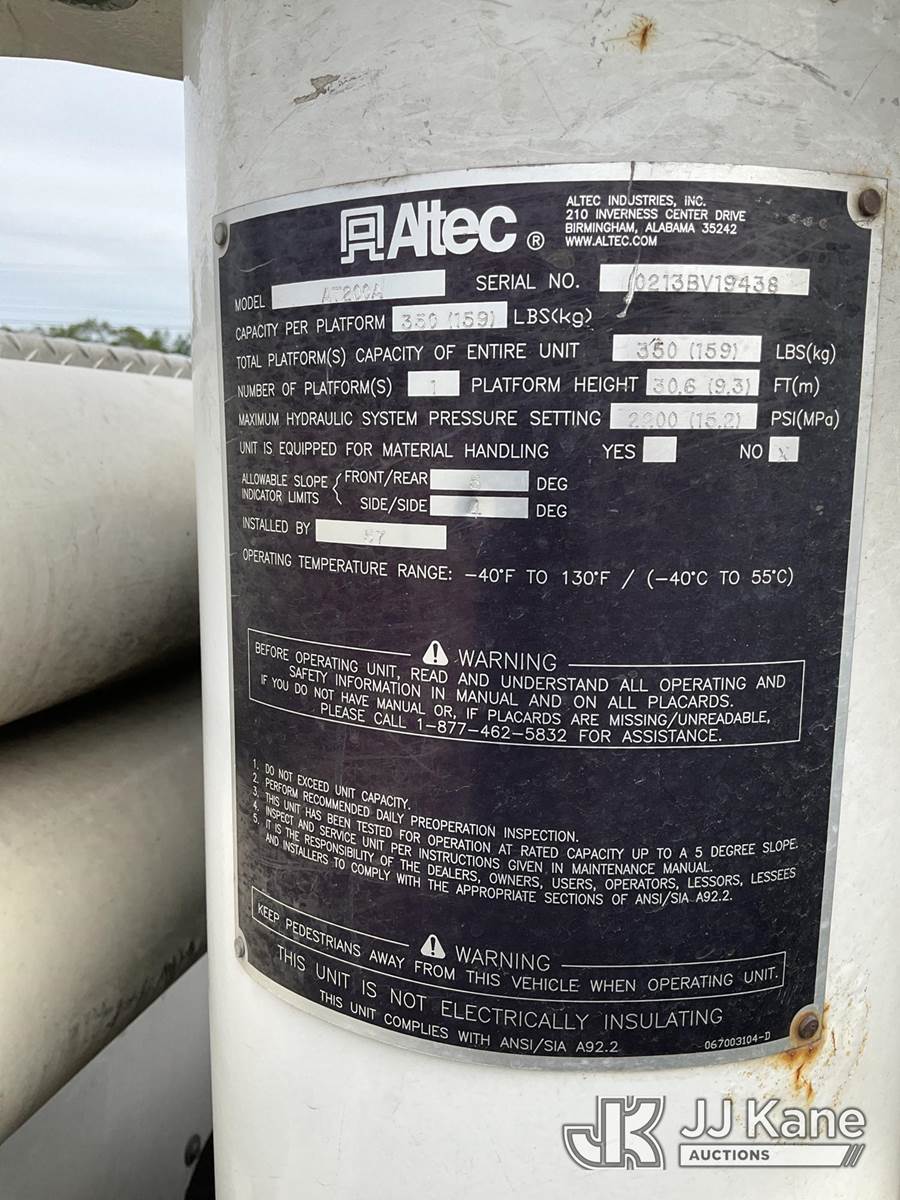 Altec ®
ALTEC INDUSTRIES, INC.
210 INVERNESS CENTER DRIVE
BIRMINGHAM, ALABAMA 35242
WWW.ALTEC.COM
MODEL AT200A SERIAL NO. 0213BV19438
CAPACITY PER PLATFORM 350 (159) LBS(kg)
TOTAL PLATFORM(S) CAPACITY OF ENTIRE UNIT 350 (159) LBS(kg)
NUMBER OF PLATFORM(S) 1 PLATFORM HEIGHT 30.6 (9.3) FT(m)
MAXIMUM HYDRAULIC SYSTEM PRESSURE SETTING 2200 (15.2) PSI(MPa)
UNIT IS EQUIPPED FOR MATERIAL HANDLING YES NO X
ALLOWABLE SLOPE INDICATOR LIMITS { FRONT/REAR DEG
SIDE/SIDE DEG
INSTALLED BY
OPERATING TEMPERATURE RANGE: -40°F TO 130°F / (-40°C TO 55°C)
WARNING
BEFORE OPERATING UNIT, READ AND UNDERSTAND ALL OPERATING AND
SAFETY INFORMATION IN MANUAL AND ON ALL PLACARDS.
IF YOU DO NOT HAVE MANUAL OR, IF PLACARDS ARE MISSING/UNREADABLE,
PLEASE CALL 1-877-462-5832 FOR ASSISTANCE.
1. DO NOT EXCEED UNIT CAPACITY.
2. PERFORM RECOMMENDED DAILY PREOPERATION INSPECTION.
3. THIS UNIT HAS BEEN TESTED FOR OPERATION AT RATED CAPACITY UP TO A 5 DEGREE SLOPE.
4. INSPECT AND SERVICE UNIT PER INSTRUCTIONS GIVEN IN MAINTENANCE MANUAL.
5. IT IS THE RESPONSIBILITY OF THE DEALERS, OWNERS, USERS, OPERATORS, LESSORS, LESSEES
AND INSTALLERS TO COMPLY WITH THE APPROPRIATE SECTIONS OF ANSI/SIA A92.2.
WARNING
KEEP PEDESTRIANS AWAY FROM THIS VEHICLE WHEN OPERATING UNIT.
THIS UNIT IS NOT ELECTRICALLY INSULATING
THIS UNIT COMPLIES WITH ANSI/SIA A92.2
067003104-D
JK JJ Kane
AUCTIONS